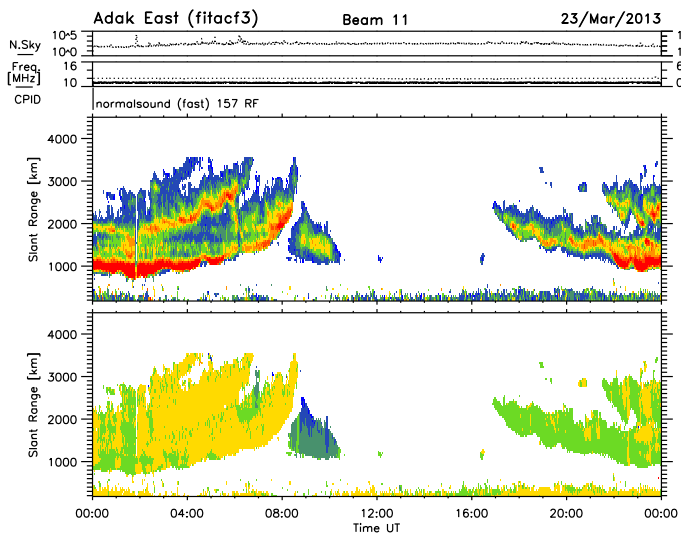 Adak East (fitacf3) Beam 11 23/Mar/2013
N.Sky 10^5 10^0
Freq. [MHz] 16 10
CPID normalsound (fast) 157 RF
Slant Range [km] 4000 3000 2000 1000
Slant Range [km] 4000 3000 2000 1000
00:00 04:00 08:00 12:00 16:00 20:00 00:00
Time UT